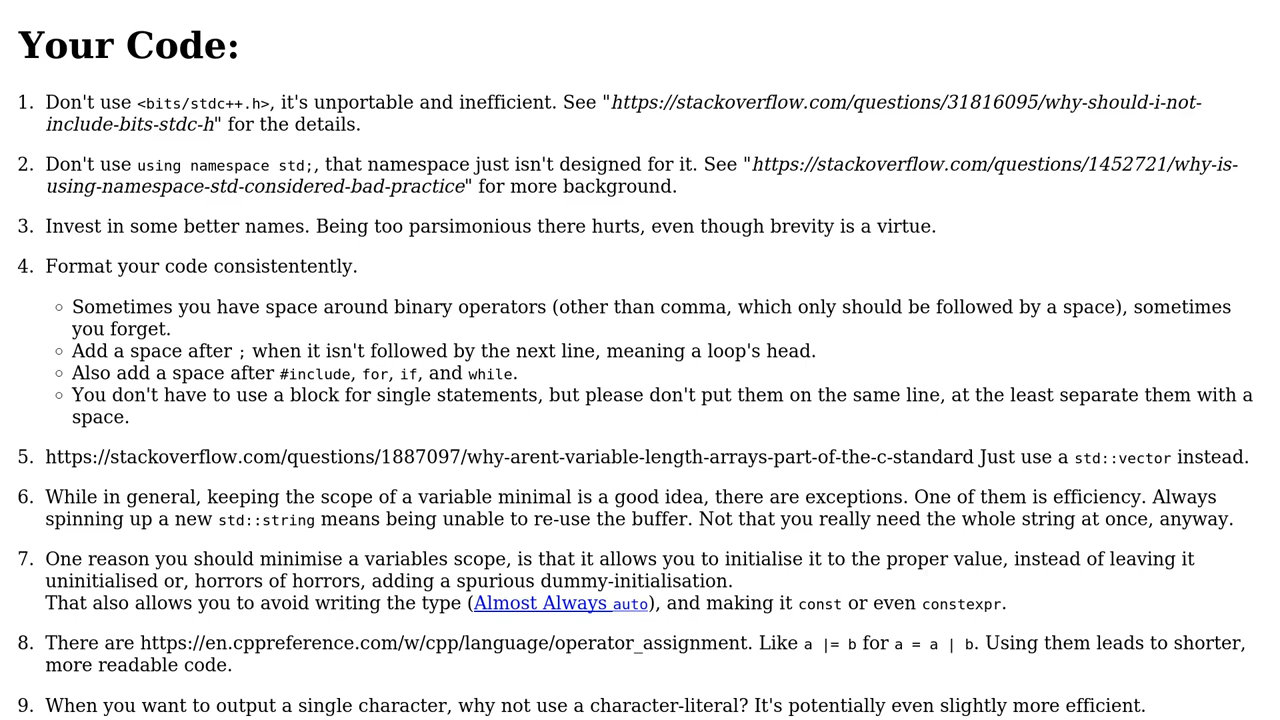 Your Code:
1. Don't use <bits/stdc++.h>, it's unportable and inefficient. See "https://stackoverflow.com/questions/31816095/why-should-i-not-
include-bits-stdc-h" for the details.
2. Don't use using namespace std;, that namespace just isn't designed for it. See "https://stackoverflow.com/questions/1452721/why-is-
using-namespace-std-considered-bad-practice" for more background.
3. Invest in some better names. Being too parsimonious there hurts, even though brevity is a virtue.
4. Format your code consistentently.
◦ Sometimes you have space around binary operators (other than comma, which only should be followed by a space), sometimes
you forget.
◦ Add a space after ; when it isn't followed by the next line, meaning a loop's head.
◦ Also add a space after #include, for, if, and while.
◦ You don't have to use a block for single statements, but please don't put them on the same line, at the least separate them with a
space.
5. https://stackoverflow.com/questions/1887097/why-arent-variable-length-arrays-part-of-the-c-standard Just use a std::vector instead.
6. While in general, keeping the scope of a variable minimal is a good idea, there are exceptions. One of them is efficiency. Always
spinning up a new std::string means being unable to re-use the buffer. Not that you really need the whole string at once, anyway.
7. One reason you should minimise a variables scope, is that it allows you to initialise it to the proper value, instead of leaving it
uninitialised or, horrors of horrors, adding a spurious dummy-initialisation.
That also allows you to avoid writing the type (Almost Always auto), and making it const or even constexpr.
8. There are https://en.cppreference.com/w/cpp/language/operator_assignment. Like a |= b for a = a | b. Using them leads to shorter,
more readable code.
9. When you want to output a single character, why not use a character-literal? It's potentially even slightly more efficient.